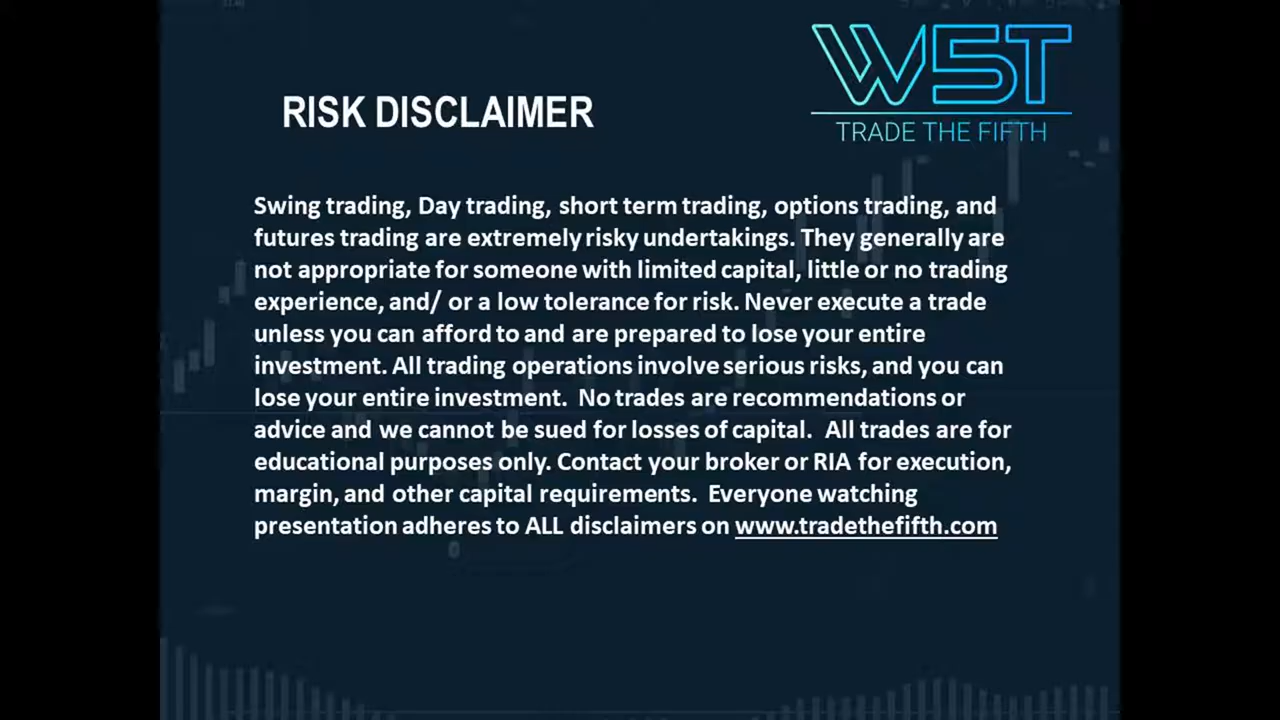 W5T
TRADE THE FIFTH
RISK DISCLAIMER
Swing trading, Day trading, short term trading, options trading, and
futures trading are extremely risky undertakings. They generally are
not appropriate for someone with limited capital, little or no trading
experience, and/ or a low tolerance for risk. Never execute a trade
unless you can afford to and are prepared to lose your entire
investment. All trading operations involve serious risks, and you can
lose your entire investment.  No trades are recommendations or
advice and we cannot be sued for losses of capital.  All trades are for
educational purposes only. Contact your broker or RIA for execution,
margin, and other capital requirements.  Everyone watching
presentation adheres to ALL disclaimers on www.tradethefifth.com